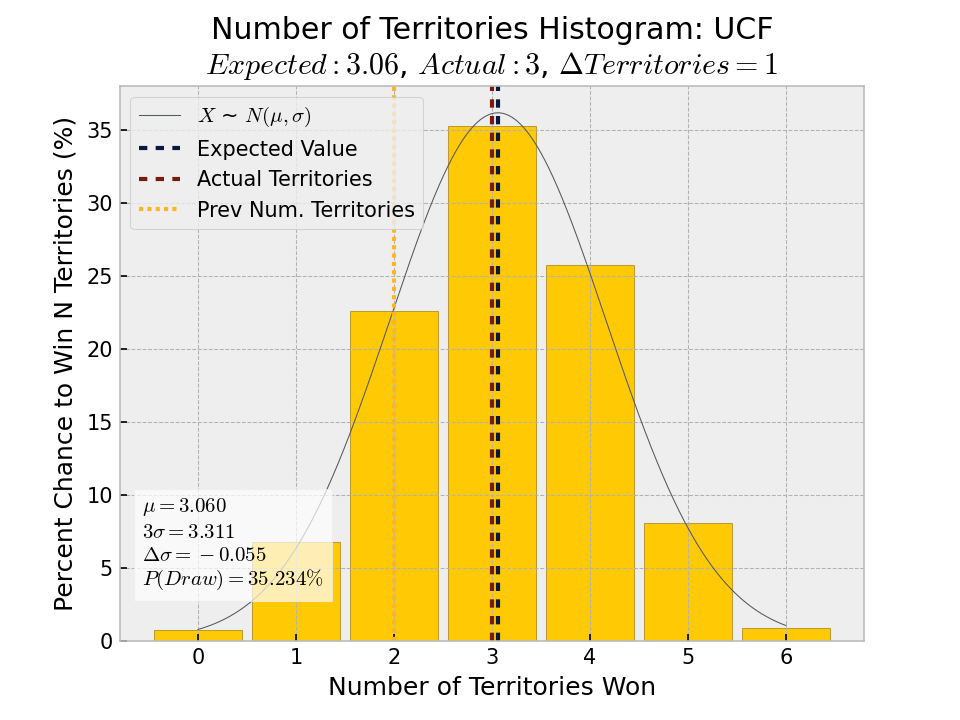 Number of Territories Histogram: UCF
Expected : 3.06, Actual : 3, ΔTerritories = 1
Percent Chance to Win N Territories (%)
35
30
25
20
15
10
5
0
X ∼ N(μ, σ)
Expected Value
Actual Territories
Prev Num. Territories
μ = 3.060
3σ = 3.311
Δσ = −0.055
P(Draw) = 35.234%
0 1 2 3 4 5 6
Number of Territories Won